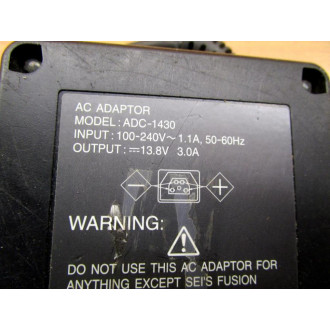 AC ADAPTOR
MODEL: ADC-1430
INPUT: 100-240V~ 1.1A, 50-60Hz
OUTPUT: ⎓13.8V 3.0A
− +
WARNING:
!
DO NOT USE THIS AC ADAPTOR FOR
ANYTHING EXCEPT SEI'S FUSION